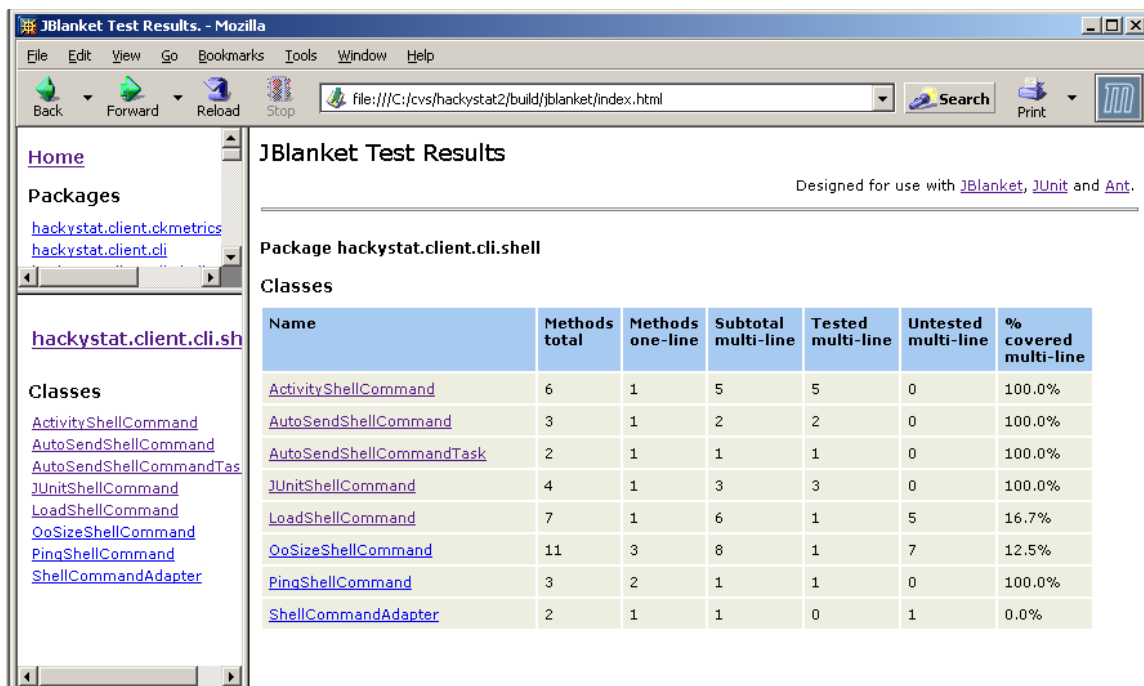 JBlanket Test Results. - Mozilla
File Edit View Go Bookmarks Tools Window Help
Back Forward Reload Stop file:///C:/cvs/hackystat2/build/jblanket/index.html Search Print
Home
Packages
hackystat.client.ckmetrics
hackystat.client.cli
hackystat.client.cli.sh
Classes
ActivityShellCommand
AutoSendShellCommand
AutoSendShellCommandTas
JUnitShellCommand
LoadShellCommand
OoSizeShellCommand
PingShellCommand
ShellCommandAdapter
JBlanket Test Results
Designed for use with JBlanket, JUnit and Ant.
Package hackystat.client.cli.shell
Classes
Name Methods total Methods one-line Subtotal multi-line Tested multi-line Untested multi-line % covered multi-line
ActivityShellCommand 6 1 5 5 0 100.0%
AutoSendShellCommand 3 1 2 2 0 100.0%
AutoSendShellCommandTask 2 1 1 1 0 100.0%
JUnitShellCommand 4 1 3 3 0 100.0%
LoadShellCommand 7 1 6 1 5 16.7%
OoSizeShellCommand 11 3 8 1 7 12.5%
PingShellCommand 3 2 1 1 0 100.0%
ShellCommandAdapter 2 1 1 0 1 0.0%